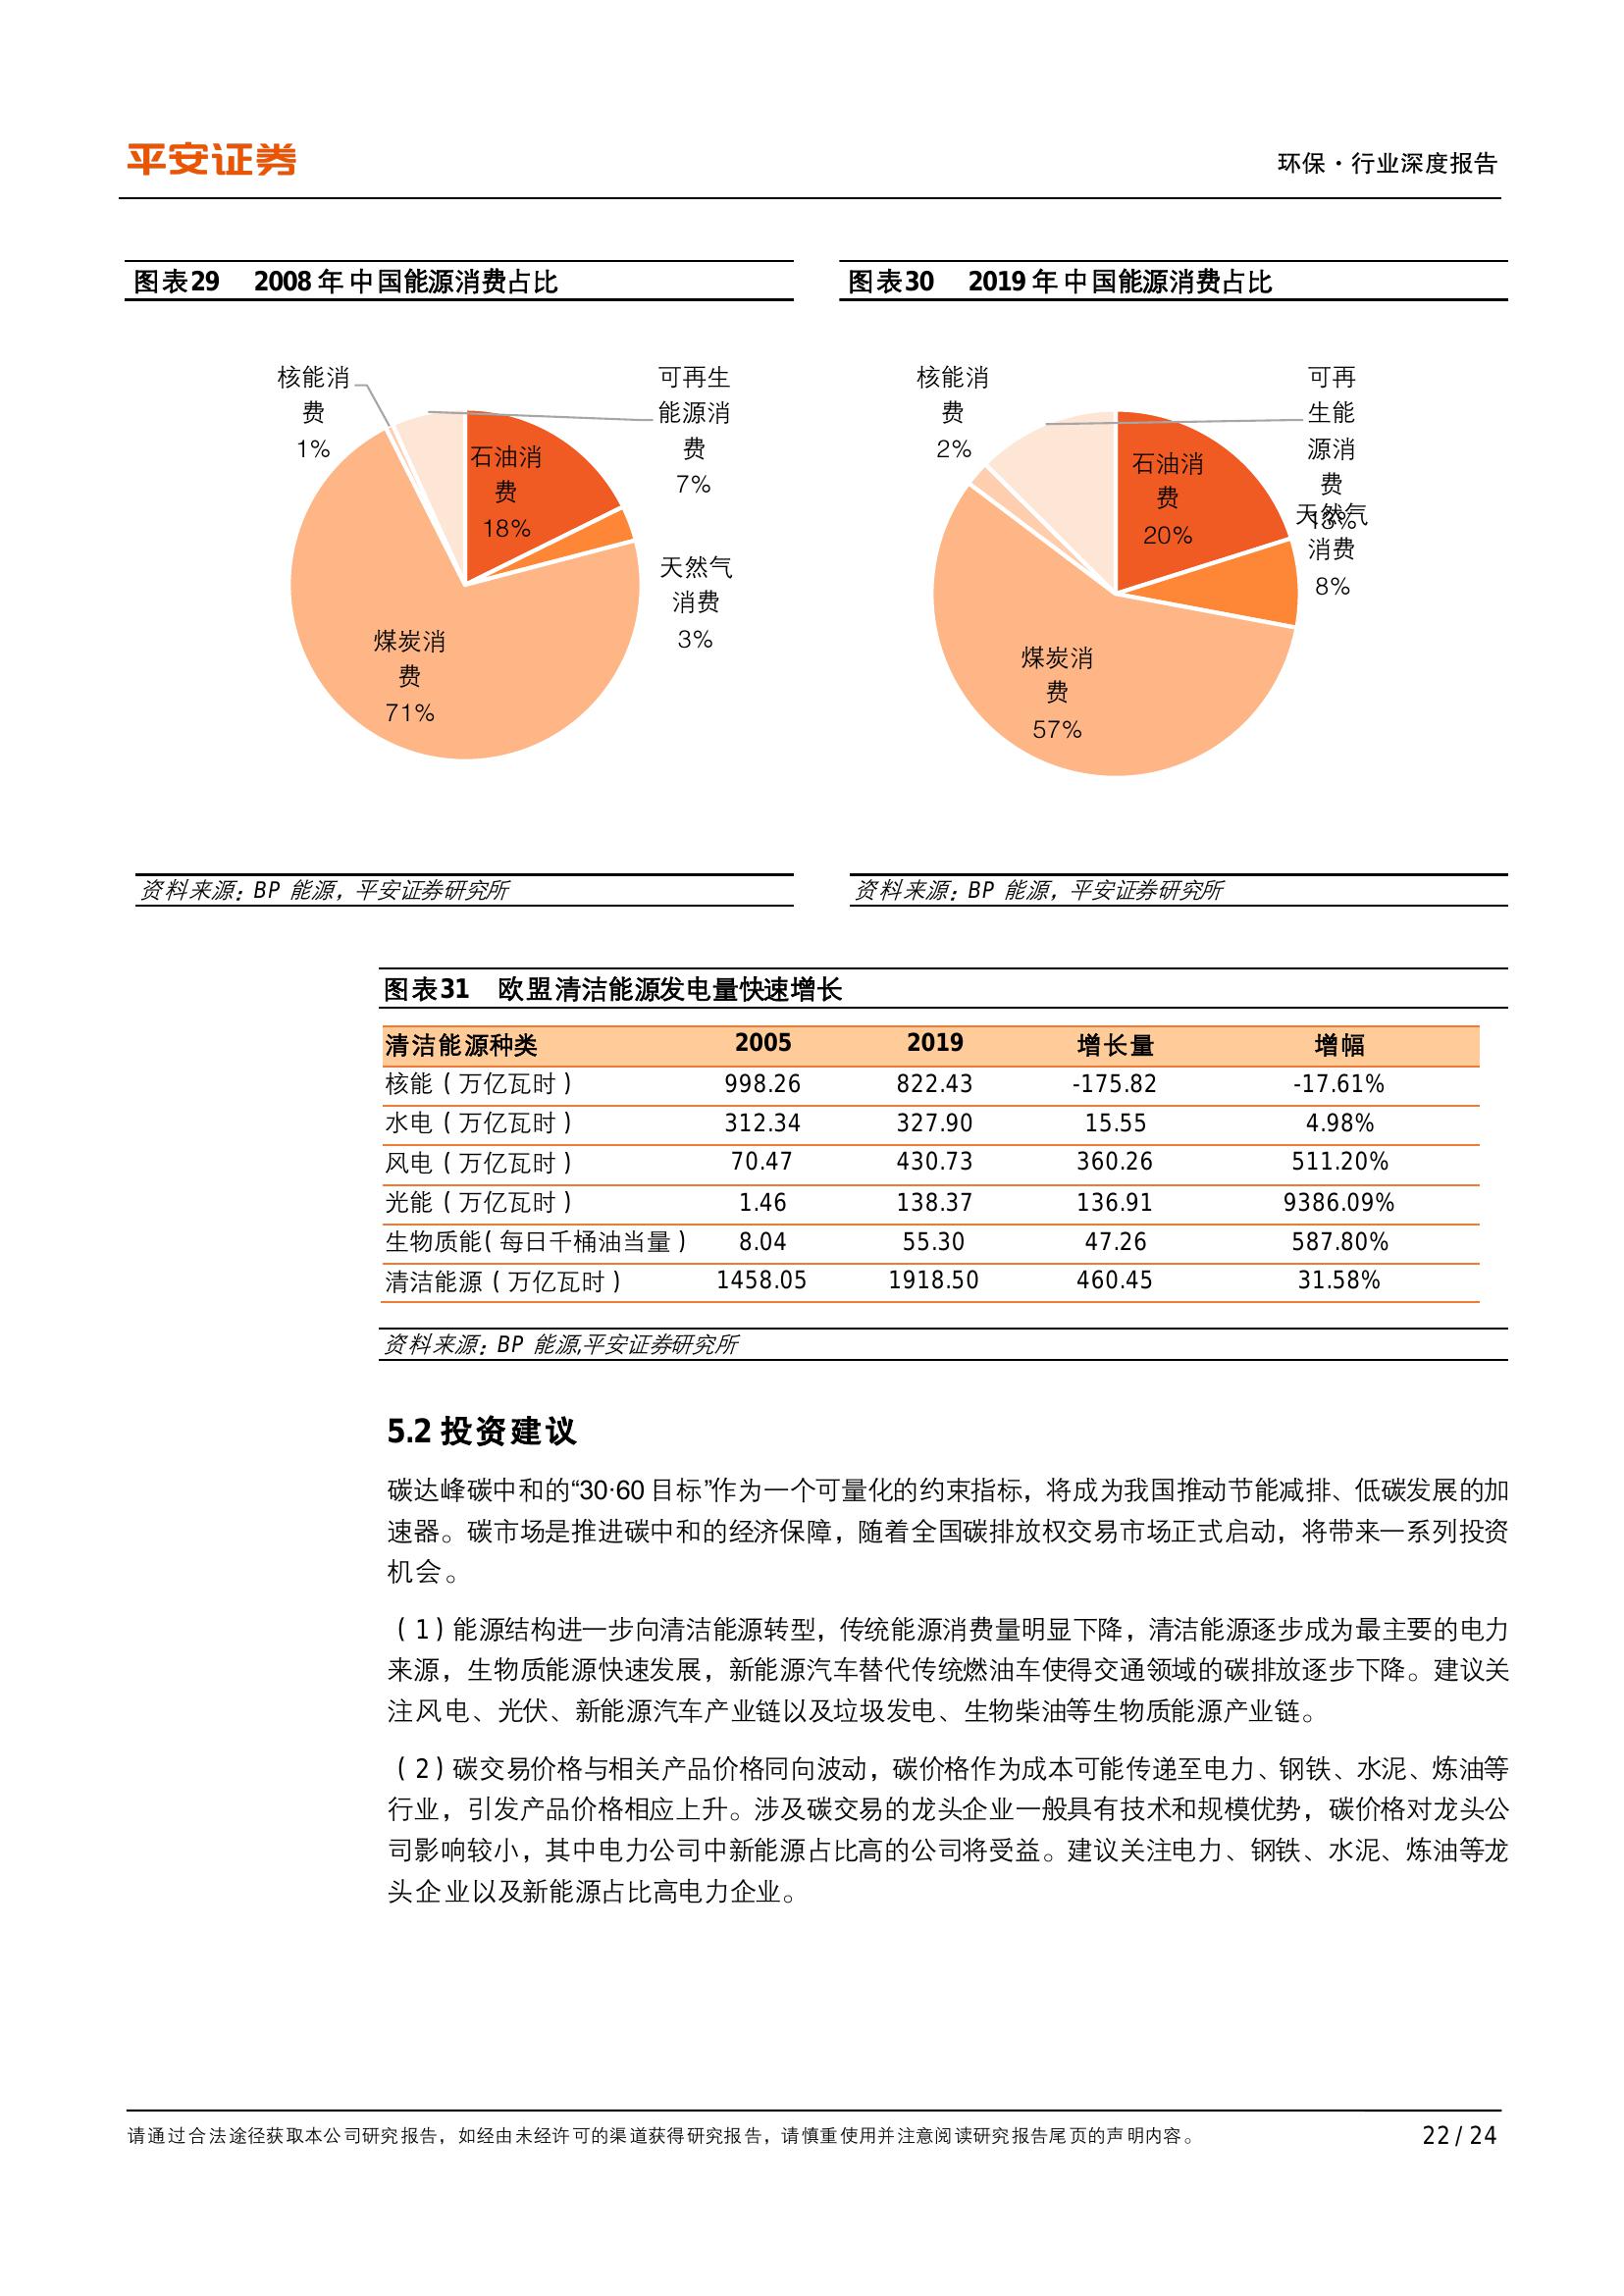 平安证券
环保·行业深度报告
图表29 2008 年中国能源消费占比
核能消
费
1%
可再生
能源消
费
7%
石油消
费
18%
天然气
消费
3%
煤炭消
费
71%
资料来源：BP 能源，平安证券研究所
图表30 2019 年中国能源消费占比
核能消
费
2%
可再
生能
源消
费
13%
石油消
费
20%
天然气
消费
8%
煤炭消
费
57%
资料来源：BP 能源，平安证券研究所
图表31 欧盟清洁能源发电量快速增长
清洁能源种类 2005 2019 增长量 增幅
核能（万亿瓦时） 998.26 822.43 -175.82 -17.61%
水电（万亿瓦时） 312.34 327.90 15.55 4.98%
风电（万亿瓦时） 70.47 430.73 360.26 511.20%
光能（万亿瓦时） 1.46 138.37 136.91 9386.09%
生物质能(每日千桶油当量） 8.04 55.30 47.26 587.80%
清洁能源（万亿瓦时） 1458.05 1918.50 460.45 31.58%
资料来源：BP 能源,平安证券研究所
5.2 投资建议
碳达峰碳中和的“30·60 目标”作为一个可量化的约束指标，将成为我国推动节能减排、低碳发展的加
速器。碳市场是推进碳中和的经济保障，随着全国碳排放权交易市场正式启动，将带来一系列投资
机会。
（1）能源结构进一步向清洁能源转型，传统能源消费量明显下降，清洁能源逐步成为最主要的电力
来源，生物质能源快速发展，新能源汽车替代传统燃油车使得交通领域的碳排放逐步下降。建议关
注风电、光伏、新能源汽车产业链以及垃圾发电、生物柴油等生物质能源产业链。
（2）碳交易价格与相关产品价格同向波动，碳价格作为成本可能传递至电力、钢铁、水泥、炼油等
行业，引发产品价格相应上升。涉及碳交易的龙头企业一般具有技术和规模优势，碳价格对龙头公
司影响较小，其中电力公司中新能源占比高的公司将受益。建议关注电力、钢铁、水泥、炼油等龙
头企业以及新能源占比高电力企业。
请通过合法途径获取本公司研究报告，如经由未经许可的渠道获得研究报告，请慎重使用并注意阅读研究报告尾页的声明内容。
22 / 24